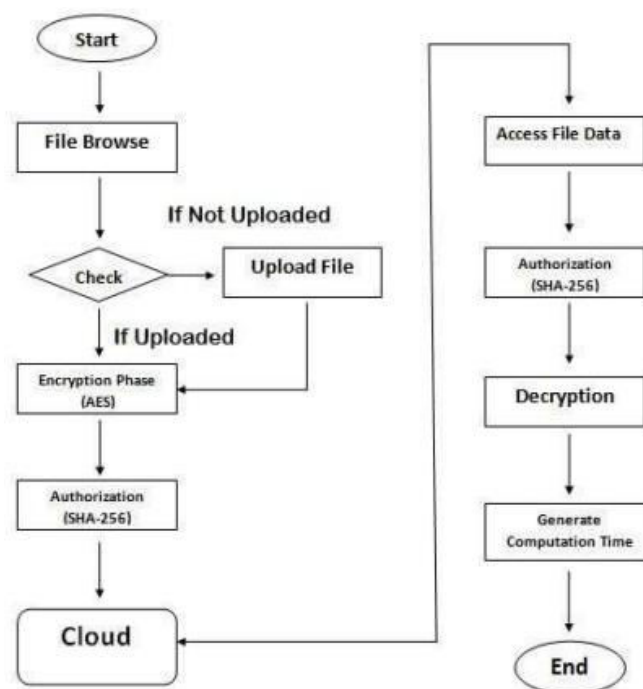 Start
File Browse
If Not Uploaded
Check
Upload File
If Uploaded
Encryption Phase
(AES)
Authorization
(SHA-256)
Cloud
Access File Data
Authorization
(SHA-256)
Decryption
Generate
Computation Time
End